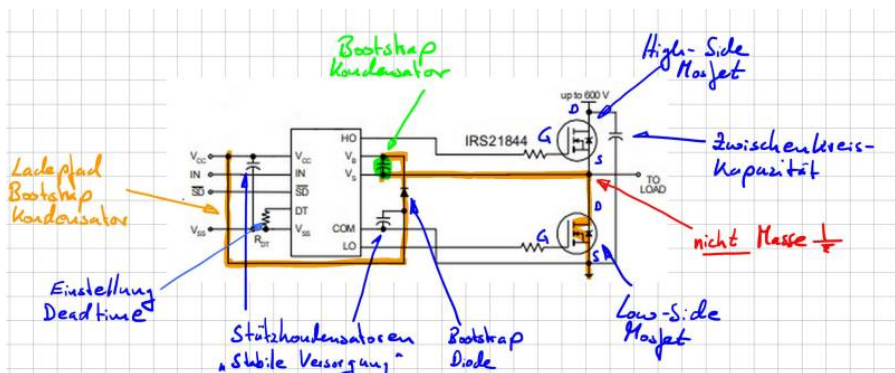 Bootstrap
Kondensator
High-Side
Mosfet
up to 600 V
D
HO
IRS21844
G
S
Zwischenkreis-
Kapazität
Ladepfad
Bootstrap
Kondensator
VCC
VCC
VB
IN
IN
VS
SD
SD
TO
LOAD
DT
D
VSS
VSS
COM
RDT
LO
G
S
nicht Masse
Einstellung
Deadtime
Stützkondensatoren
"Stabile Versorgung"
Bootstrap
Diode
Low-Side
Mosfet